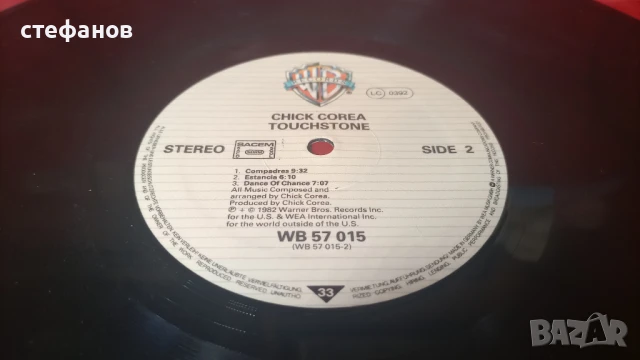 стефанов
WB
LC 0392
CHICK COREA
TOUCHSTONE
STEREO
SACEM
SIDE 2
1. Compadres 9:32
2. Estancia 6:10
3. Dance Of Chance 7:07
All Music Composed and
arranged by Chick Corea.
Produced by Chick Corea.
℗ + © 1982 Warner Bros. Records Inc.
for the U.S. & WEA International Inc.
for the world outside of the U.S.
WB 57 015
(WB 57 015-2)
33
BAZAR